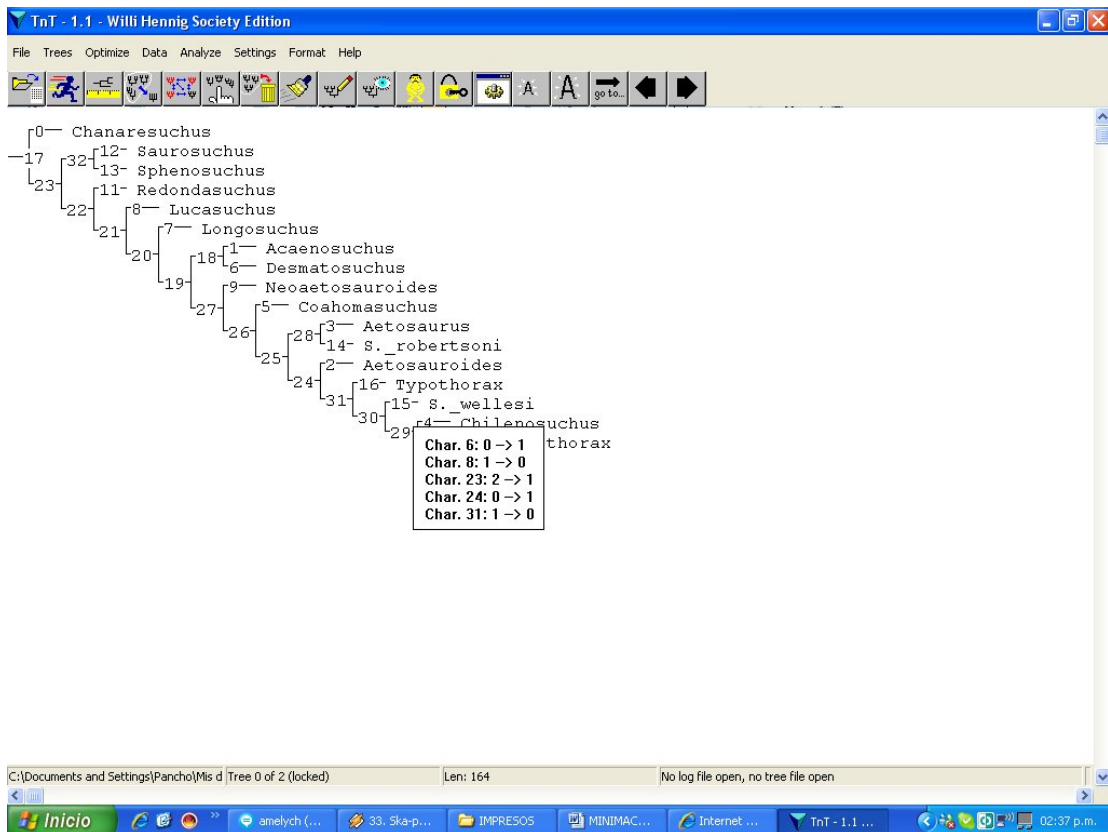 TnT - 1.1 - Willi Hennig Society Edition
File Trees Optimize Data Analyze Settings Format Help
A A go to...
0 Chanaresuchus
17 32 12- Saurosuchus
13- Sphenosuchus
23 11- Redondasuchus
22 8 Lucasuchus
21 7 Longosuchus
20 18 1 Acaenosuchus
6 Desmatosuchus
19 9 Neoaetosauroides
27 5 Coahomasuchus
26 28 3 Aetosaurus
25 14- S._robertsoni
2 Aetosauroides
24 16- Typothorax
31 15- S._wellesi
30 4 Chilenosuchus
29 thorax
Char. 6: 0 -> 1
Char. 8: 1 -> 0
Char. 23: 2 -> 1
Char. 24: 0 -> 1
Char. 31: 1 -> 0
C:\Documents and Settings\Pancho\Mis d Tree 0 of 2 (locked) Len: 164 No log file open, no tree file open
Inicio amelych (... 33. Ska-p... IMPRESOS MINIMAC... Internet ... TnT - 1.1 ... 02:37 p.m.